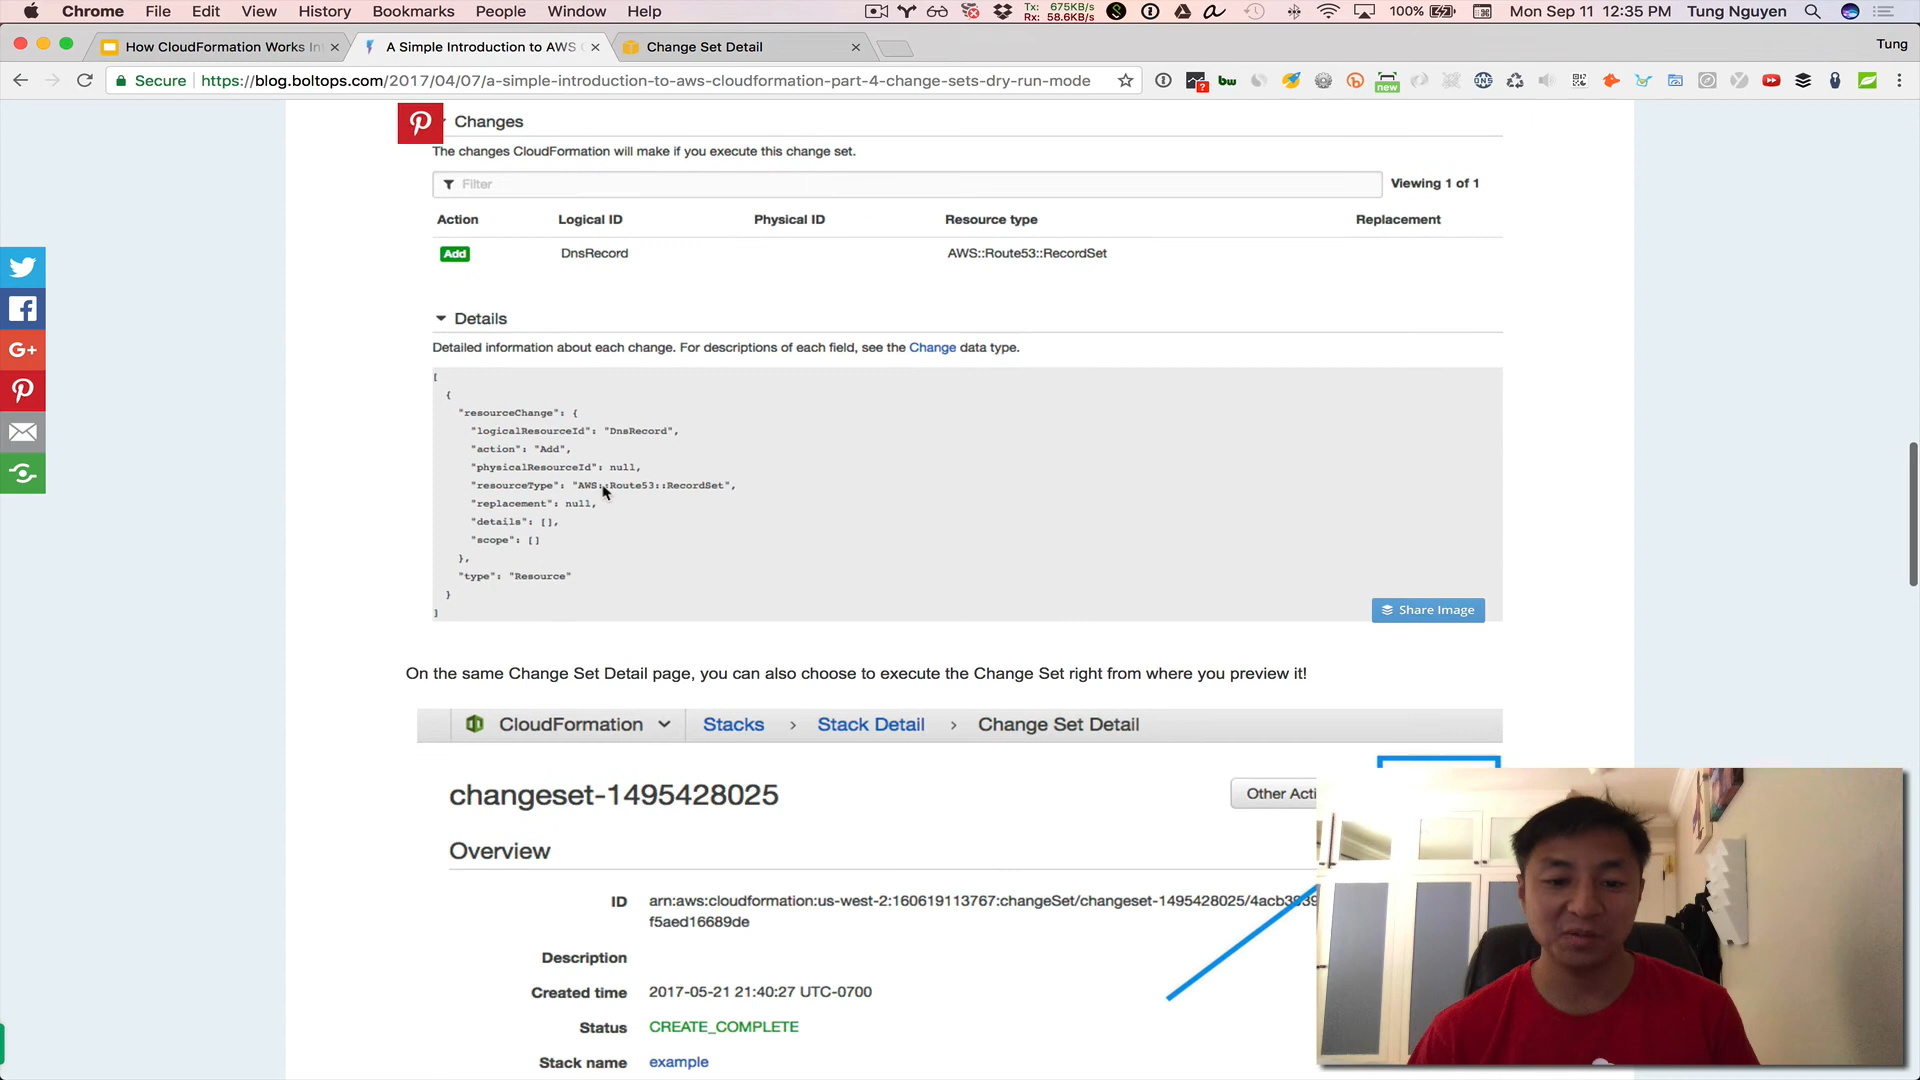 Chrome File Edit View History Bookmarks People Window Help
Tx: 675KB/s
Rx: 58.6KB/s
100% Mon Sep 11 12:35 PM Tung Nguyen
How CloudFormation Works In
A Simple Introduction to AWS
Change Set Detail
Tung
Secure https://blog.boltops.com/2017/04/07/a-simple-introduction-to-aws-cloudformation-part-4-change-sets-dry-run-mode
Changes
The changes CloudFormation will make if you execute this change set.
Filter
Viewing 1 of 1
Action Logical ID Physical ID Resource type Replacement
Add DnsRecord AWS::Route53::RecordSet
Details
Detailed information about each change. For descriptions of each field, see the Change data type.
[
{
"resourceChange": {
"logicalResourceId": "DnsRecord",
"action": "Add",
"physicalResourceId": null,
"resourceType": "AWS::Route53::RecordSet",
"replacement": null,
"details": [],
"scope": []
},
"type": "Resource"
}
]
Share Image
On the same Change Set Detail page, you can also choose to execute the Change Set right from where you preview it!
CloudFormation Stacks > Stack Detail > Change Set Detail
changeset-1495428025
Other Acti
Overview
ID arn:aws:cloudformation:us-west-2:160619113767:changeSet/changeset-1495428025/4acb3939
f5aed16689de
Description
Created time 2017-05-21 21:40:27 UTC-0700
Status CREATE_COMPLETE
Stack name example